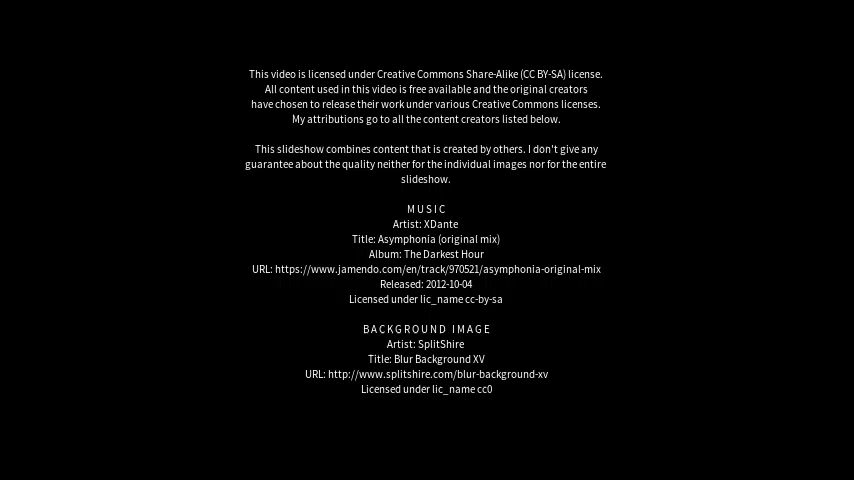 This video is licensed under Creative Commons Share-Alike (CC BY-SA) license.
All content used in this video is free available and the original creators
have chosen to release their work under various Creative Commons licenses.
My attributions go to all the content creators listed below.
This slideshow combines content that is created by others. I don't give any
guarantee about the quality neither for the individual images nor for the entire
slideshow.
MUSIC
Artist: XDante
Title: Asymphonia (original mix)
Album: The Darkest Hour
URL: https://www.jamendo.com/en/track/970521/asymphonia-original-mix
Released: 2012-10-04
Licensed under lic_name cc-by-sa
BACKGROUND IMAGE
Artist: SplitShire
Title: Blur Background XV
URL: http://www.splitshire.com/blur-background-xv
Licensed under lic_name cc0